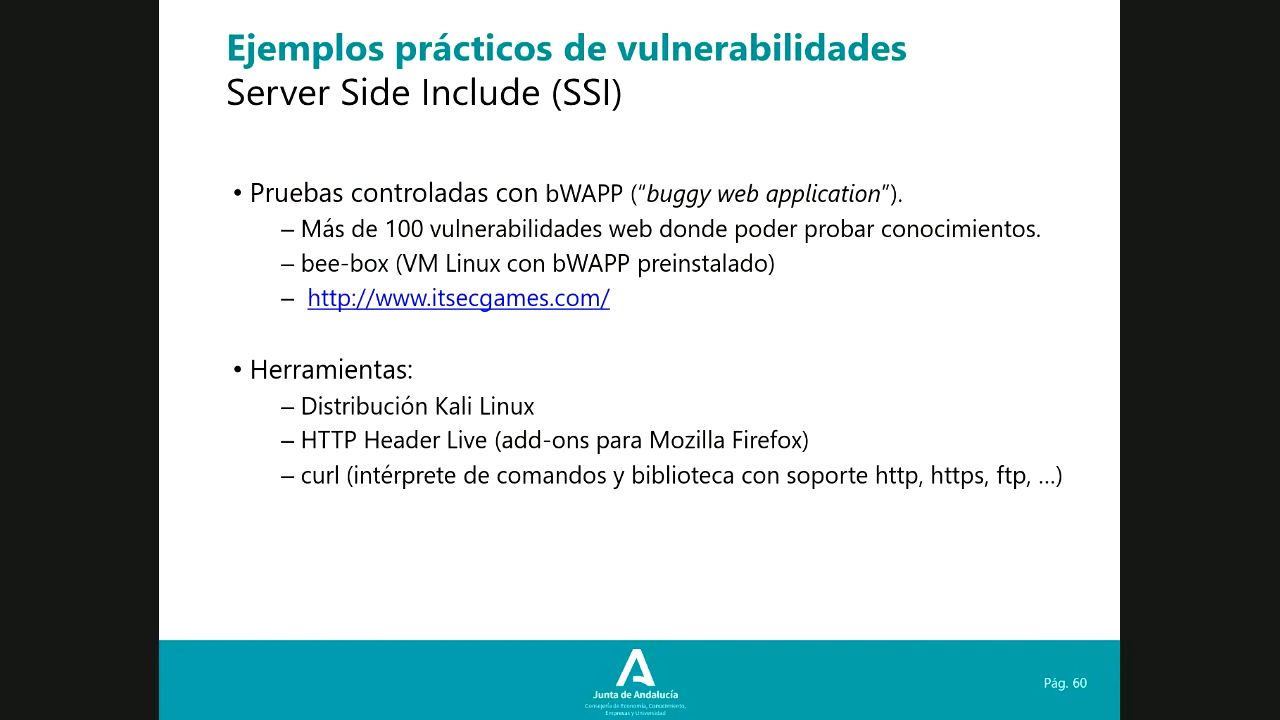 Ejemplos prácticos de vulnerabilidades
Server Side Include (SSI)
• Pruebas controladas con bWAPP ("buggy web application").
– Más de 100 vulnerabilidades web donde poder probar conocimientos.
– bee-box (VM Linux con bWAPP preinstalado)
– http://www.itsecgames.com/
• Herramientas:
– Distribución Kali Linux
– HTTP Header Live (add-ons para Mozilla Firefox)
– curl (intérprete de comandos y biblioteca con soporte http, https, ftp, ...)
Junta de Andalucía
Consejería de Economía, Conocimiento,
Empresas y Universidad
Pág. 60